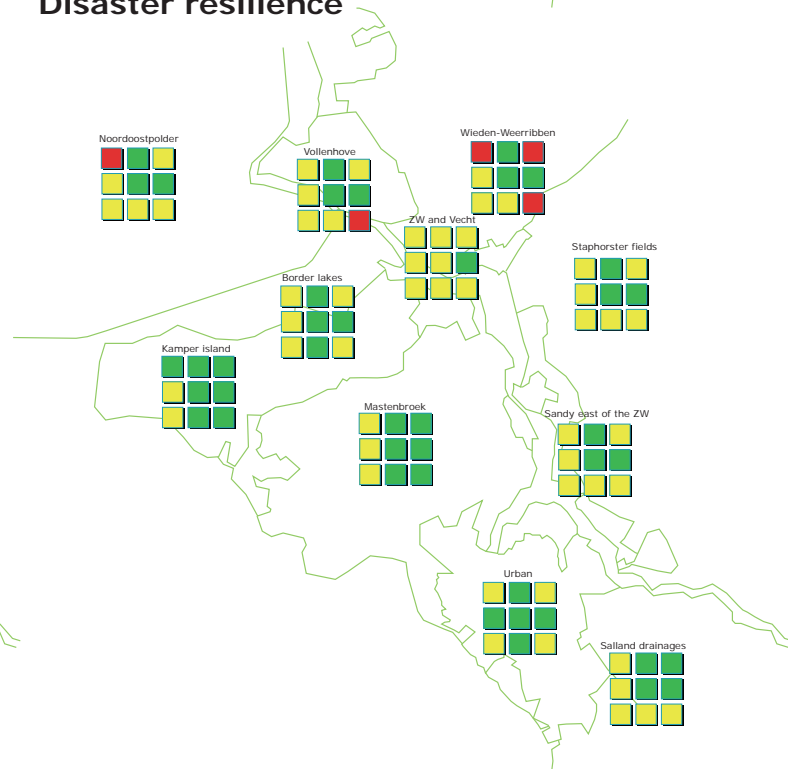 Disaster resilience
Noordoostpolder
Wieden-Weerribben
Vollenhove
ZW and Vecht
Staphorster fields
Border lakes
Kamper island
Mastenbroek
Sandy east of the ZW
Urban
Salland drainages